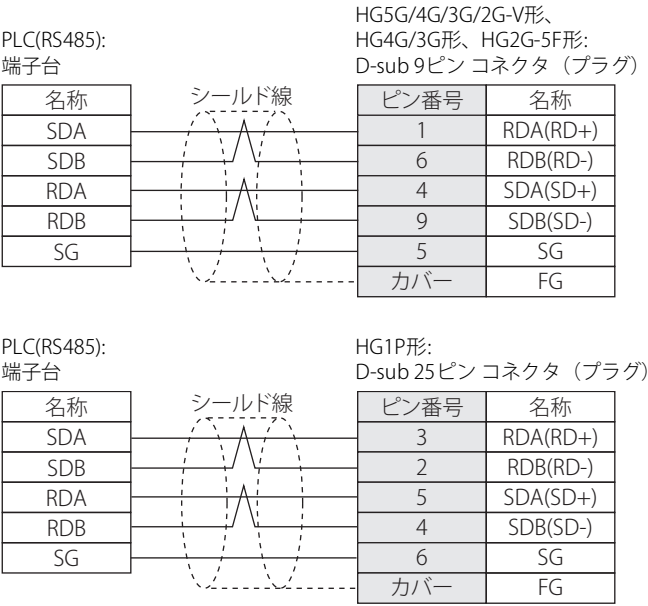 HG5G/4G/3G/2G-V形、
PLC(RS485): HG4G/3G形、HG2G-5F形:
端子台 D-sub 9ピン コネクタ（プラグ）
名称 シールド線 ピン番号 名称
SDA 1 RDA(RD+)
SDB 6 RDB(RD-)
RDA 4 SDA(SD+)
RDB 9 SDB(SD-)
SG 5 SG
カバー FG
PLC(RS485): HG1P形:
端子台 D-sub 25ピン コネクタ（プラグ）
名称 シールド線 ピン番号 名称
SDA 3 RDA(RD+)
SDB 2 RDB(RD-)
RDA 5 SDA(SD+)
RDB 4 SDB(SD-)
SG 6 SG
カバー FG